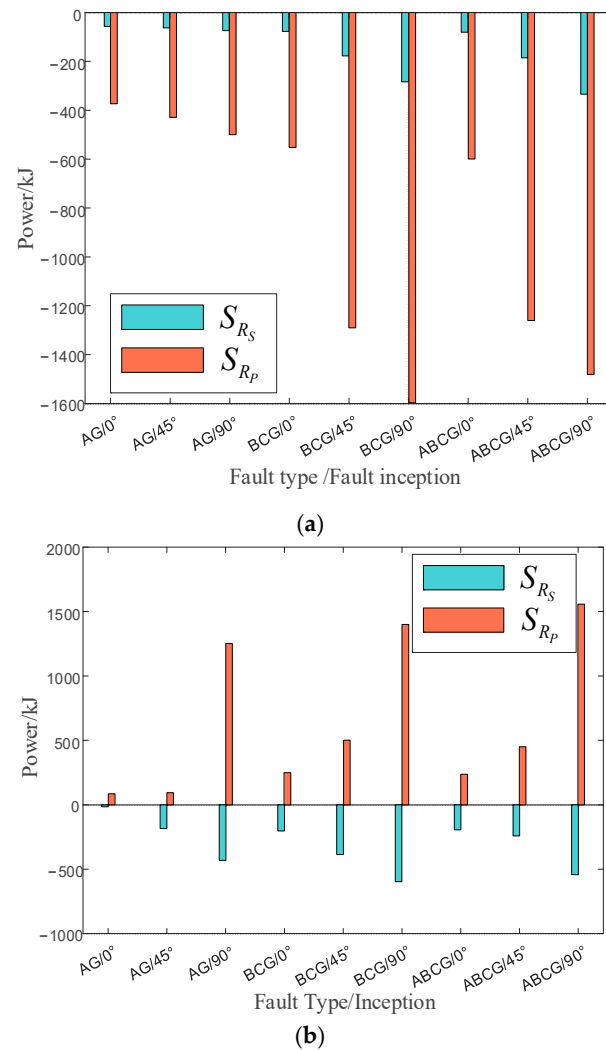 0
−200
−400
−600
−800
−1000
−1200
−1400
−1600
Power/kJ
S_{R_S}
S_{R_P}
AG/0°
AG/45°
AG/90°
BCG/0°
BCG/45°
BCG/90°
ABCG/0°
ABCG/45°
ABCG/90°
Fault type /Fault inception
(a)
2000
1500
1000
500
0
−500
−1000
Power/kJ
S_{R_S}
S_{R_P}
AG/0°
AG/45°
AG/90°
BCG/0°
BCG/45°
BCG/90°
ABCG/0°
ABCG/45°
ABCG/90°
Fault Type/Inception
(b)